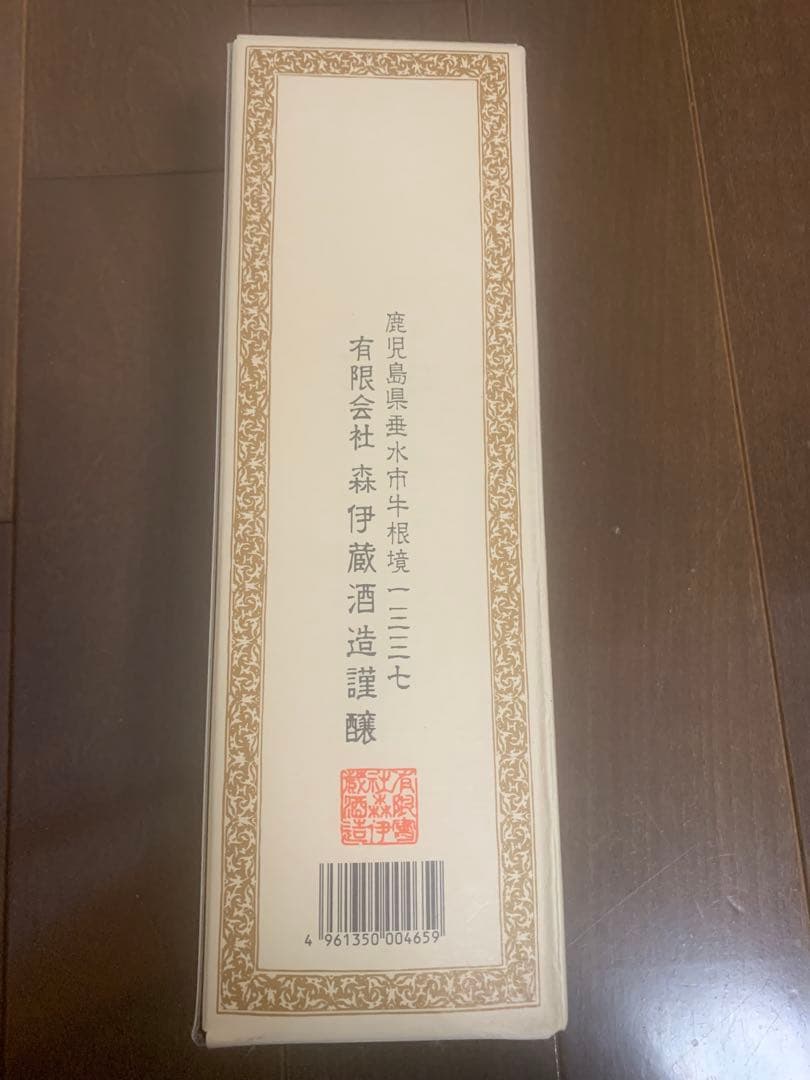 鹿児島県垂水市牛根境一三三七
有限会社 森伊蔵酒造謹醸
有限會
社森伊
蔵酒造
4 961350 004659